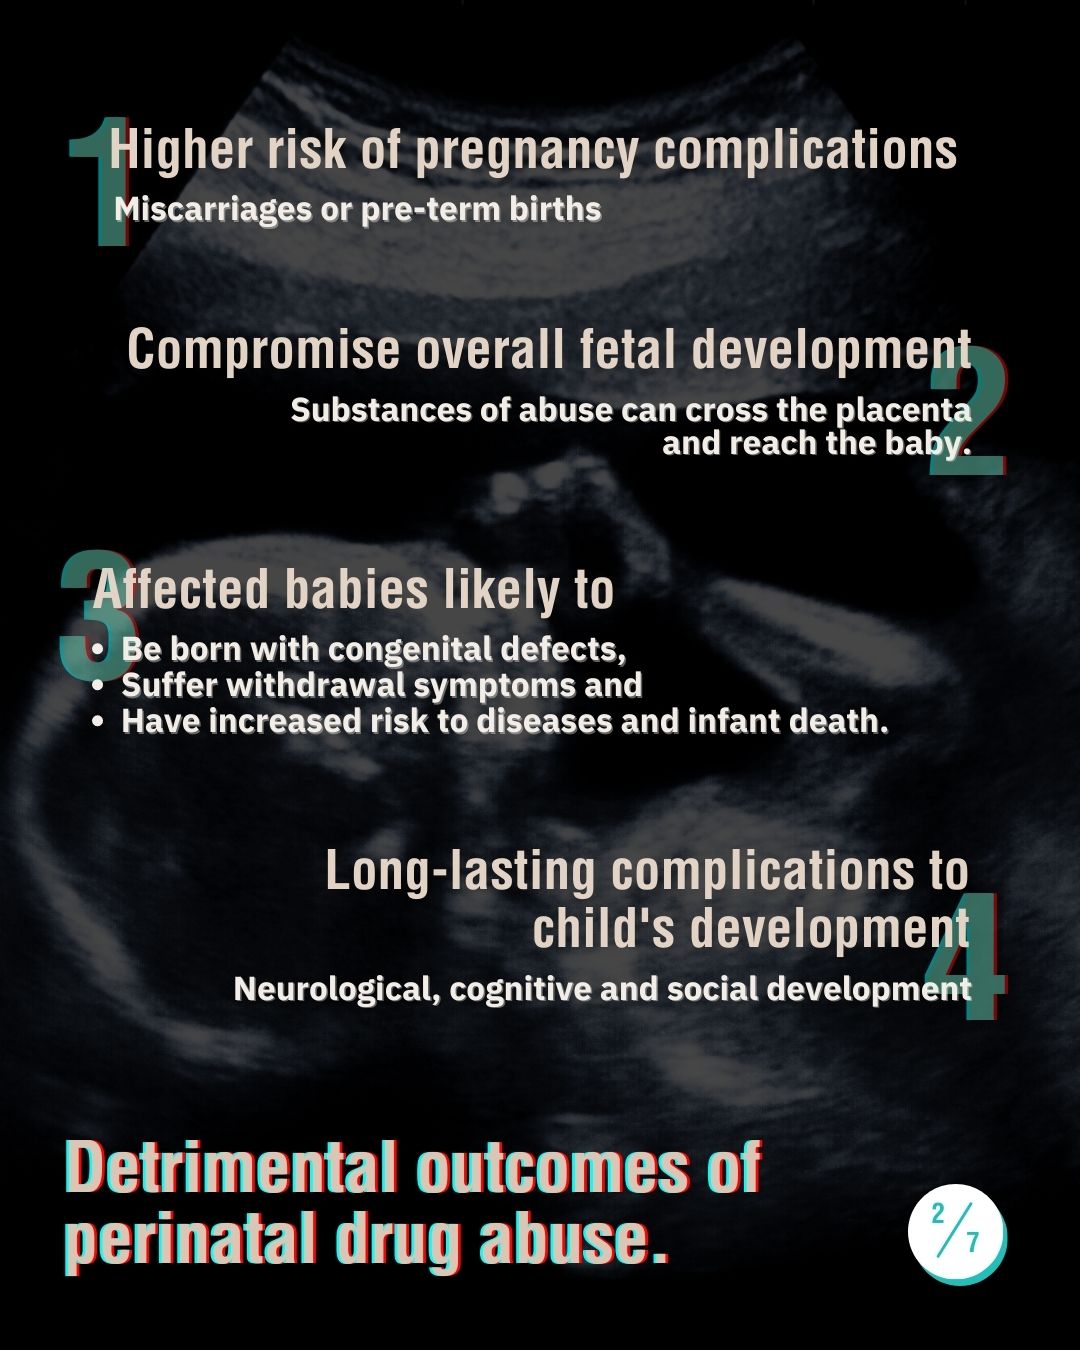 1
Higher risk of pregnancy complications
Miscarriages or pre-term births
2
Compromise overall fetal development
Substances of abuse can cross the placenta
and reach the baby.
3
Affected babies likely to
• Be born with congenital defects,
• Suffer withdrawal symptoms and
• Have increased risk to diseases and infant death.
4
Long-lasting complications to
child's development
Neurological, cognitive and social development
Detrimental outcomes of
perinatal drug abuse.
2/7